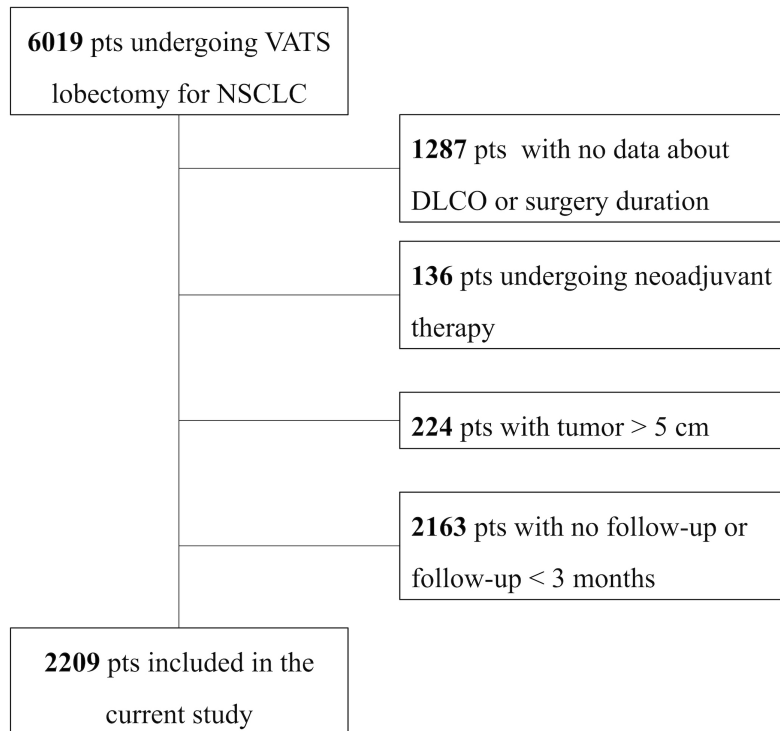 6019 pts undergoing VATS
lobectomy for NSCLC
1287 pts with no data about
DLCO or surgery duration
136 pts undergoing neoadjuvant
therapy
224 pts with tumor > 5 cm
2163 pts with no follow-up or
follow-up < 3 months
2209 pts included in the
current study